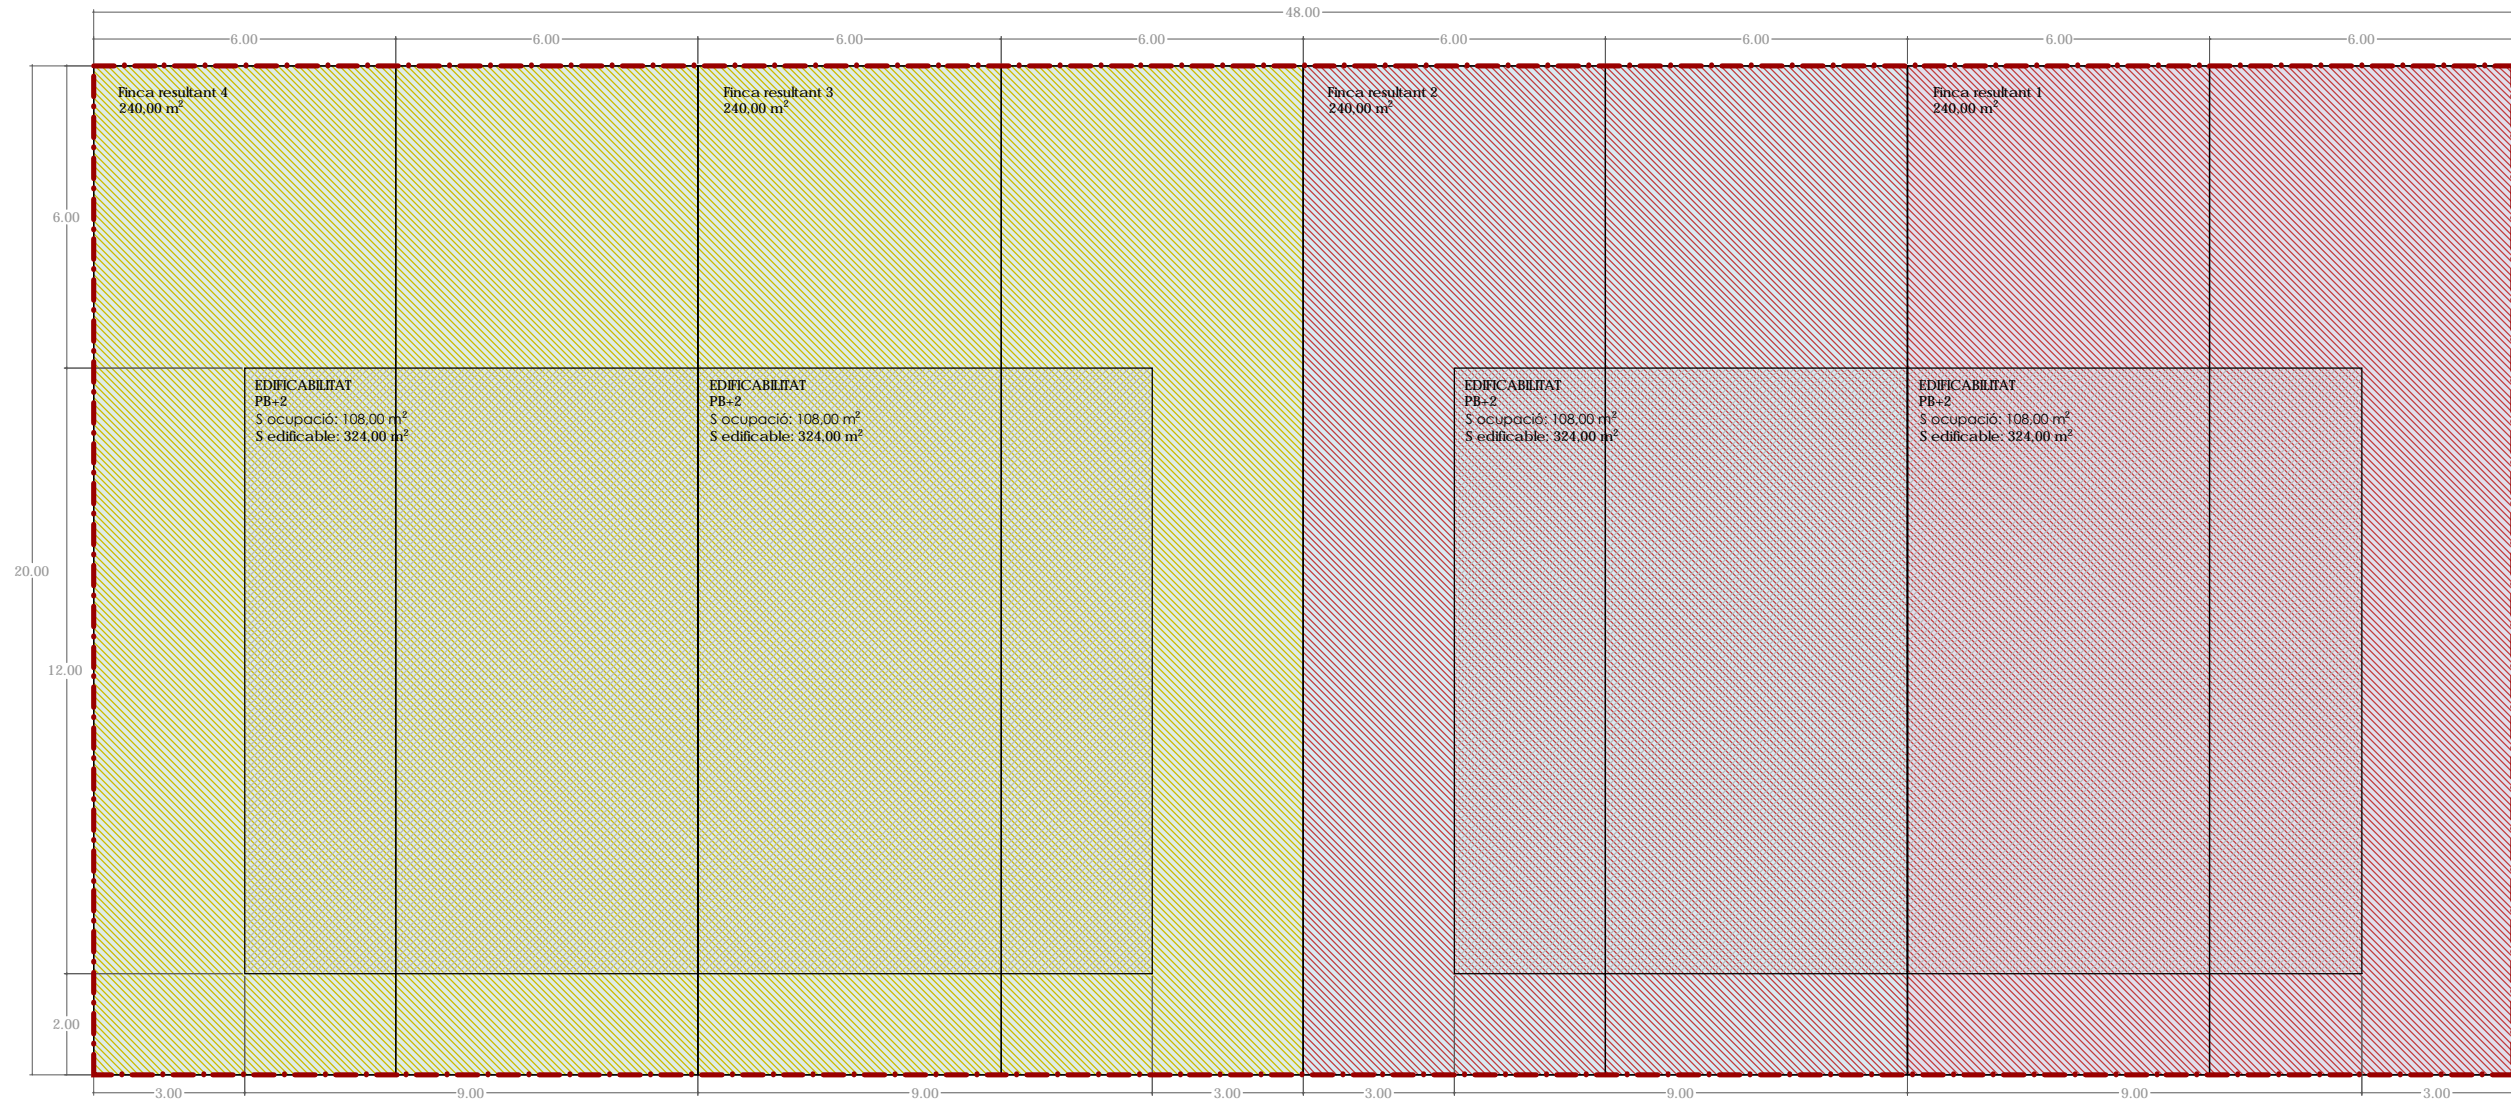 48.00
6.00 6.00 6.00 6.00 6.00 6.00 6.00 6.00
Finca resultant 4
240,00 m²
Finca resultant 3
240,00 m²
Finca resultant 2
240,00 m²
Finca resultant 1
240,00 m²
6.00
EDIFICABILITAT
PB+2
S ocupació: 108,00 m²
S edificable: 324,00 m²
EDIFICABILITAT
PB+2
S ocupació: 108,00 m²
S edificable: 324,00 m²
EDIFICABILITAT
PB+2
S ocupació: 108,00 m²
S edificable: 324,00 m²
EDIFICABILITAT
PB+2
S ocupació: 108,00 m²
S edificable: 324,00 m²
20.00
12.00
2.00
3.00 9.00 9.00 3.00 3.00 9.00 9.00 3.00